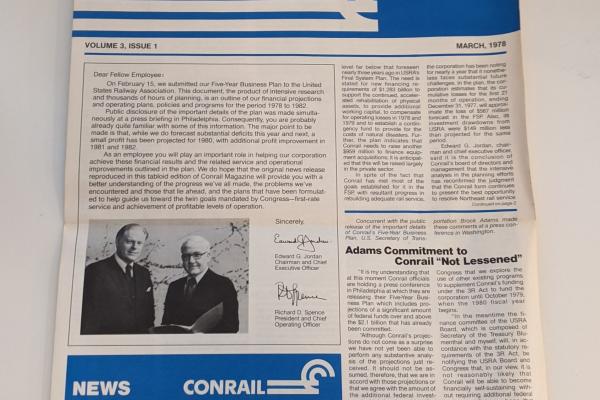 VOLUME 3, ISSUE 1
MARCH, 1978
Dear Fellow Employee:
On February 15, we submitted our Five-Year Business Plan to the United
States Railway Association. This document, the product of intensive research
and thousands of hours of planning, is an outline of our financial projections
and operating plans, policies and programs for the period 1978 to 1982.
Public disclosure of the important details of the plan was made simulta-
neously at a press briefing in Philadelphia. Consequently, you are probably
already quite familiar with some of this information. The major point to be
made is that, while we do forecast substantial deficits this year and next, a
small profit has been projected for 1980, with additional profit improvement in
1981 and 1982.
As an employee you will play an important role in helping our corporation
achieve these financial results and the related service and operational
improvements outlined in the plan. We do hope that the original news release
reproduced in this tabloid edition of Conrail Magazine will provide you with a
better understanding of the progress we've all made, the problems we've
encountered and those that lie ahead, and the plans that have been formulat-
ed to help guide us toward the twin goals mandated by Congress—first-rate
service and achievement of profitable levels of operation.
Sincerely,
Edward G. Jordan
Edward G. Jordan
Chairman and Chief
Executive Officer
R D Spence
Richard D. Spence
President and Chief
Operating Officer
NEWS
CONRAIL
level far below that foreseen
nearly three years ago in USRA's
Final System Plan. The need is
stated for new financing re-
quirements of $1.283 billion to
support the continued, acceler-
ated rehabilitation of physical
assets, to provide additional
working capital, to compensate
for operating losses in 1978 and
1979 and to establish a contin-
gency fund to provide for the
costs of natural disasters. Fur-
ther, the plan indicates that
Conrail needs to raise another
$959 million to finance equip-
ment acquisitions; it is anticipat-
ed that this will be raised largely
in the private sector.
In spite of the fact that
Conrail has met most of the
goals established for it in the
FSP, with resultant progress in
rebuilding adequate rail service,
the corporation has been noting
for nearly a year that it nonethe-
less faces substantial future
challenges. In the plan, the cor-
poration estimates that its cu-
mulative losses for the first 21
months of operation, ending
December 31, 1977, will approxi-
mate the loss of $567 million
forecast in the FSP. Also,
investment drawdowns from
USRA were $149 million less
than projected for the same
period.
Edward G. Jordan, chair-
man and chief executive officer,
said it is the conclusion of
Conrail's board of directors and
management that the intensive
analysis in the planning efforts
has reconfirmed the judgment
that the Conrail form continues
to present the best opportunity
to resolve Northeast rail service
Continued on page 2
Concurrent with the public
release of the important details
of Conrail's Five-Year Business
Plan, U.S. Secretary of Trans-
portation Brock Adams made
these comments at a press con-
ference in Washington.
Adams Commitment to
Conrail "Not Lessened"
"It is my understanding that
at this moment Conrail officials
are holding a press conference
in Philadelphia at which they are
releasing their Five-Year Busi-
ness Plan which includes pro-
jections of a significant amount
of federal funds over and above
the $2.1 billion that has already
been committed.
"Although Conrail's projec-
tions do not come as a surprise
we have not yet been able to
perform any substantive analy-
sis of the projections just re-
ceived. It should not be as-
sumed, therefore, that we are in
accord with those projections or
that we agree with the amount of
the additional federal invest-
Congress that we explore the
use of other existing programs,
to supplement Conrail's funding
under the 3R Act to fund the
corporation until October 1979,
when the 1980 fiscal year
begins.
"In the meantime the fi-
nance committee of the USRA
Board, which is composed of
Secretary of the Treasury Blu-
menthal and myself, will, in ac-
cordance with the statutory re-
quirements of the 3R Act, be
notifying the USRA Board and
Congress that, in our view, it is
not reasonably likely that
Conrail will be able to become
financially self-sustaining with-
out requiring additional federal